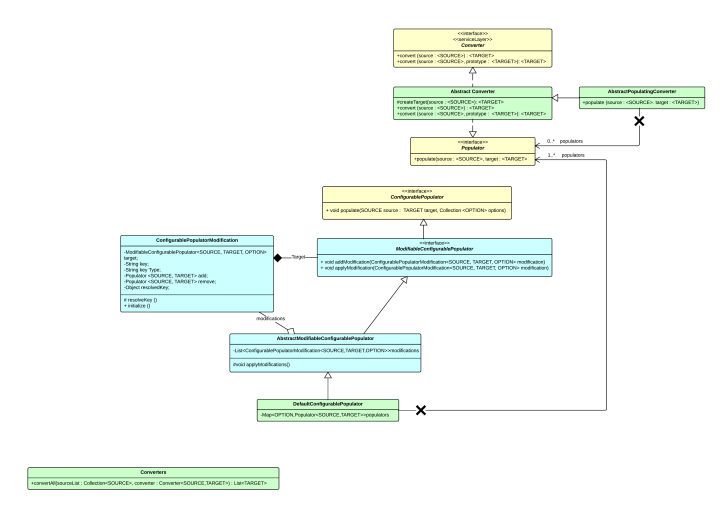 <<interface>>
<<serviceLayer>>
Converter
+convert (source : <SOURCE>) : <TARGET>
+convert (source : <SOURCE>, prototype : <TARGET>): <TARGET>
Abstract Converter
#createTarget(source : <SOURCE>): <TARGET>
+convert (source : <SOURCE>) : <TARGET>
+convert (source : <SOURCE>, prototype : <TARGET>): <TARGET>
AbstractPopulatingConverter
+populate (source : <SOURCE>. target : <TARGET>)
<<interface>>
Populator
+populate(source : <SOURCE>, target : <TARGET>
0..* populators
1..* populators
<<interface>>
ConfigurablePopulator
+ void populate(SOURCE source : TARGET target, Collection <OPTION> options)
ConfigurablePopulatorModification
-ModifiableConfigurablePopulator<SOURCE, TARGET, OPTION>
target;
-String key;
-String key Type;
-Populator <SOURCE, TARGET> add;
-Populator <SOURCE, TARGET> remove;
-Object resolvedKey;
# resolveKey ()
+ initialize ()
Target
<<interface>>
ModifiableConfigurablePopulator
+ void addModification(ConfigurablePopulatorModification<SOURCE, TARGET, OPTION> modification)
+ void applyModification(ConfigurablePopulatorModification<SOURCE, TARGET, OPTION> modification)
modifications
AbstractModifiableConfigurablePopulator
-List<ConfigurablePopulatorModification<SOURCE,TARGET,OPTION>>modifications
#void applyModifications()
DefaultConfigurablePopulator
-Map<OPTION,Populator<SOURCE,TARGET>>populators
Converters
+convertAll(sourceList : Collection<SOURCE>, converter : Converter<SOURCE,TARGET>) : List<TARGET>